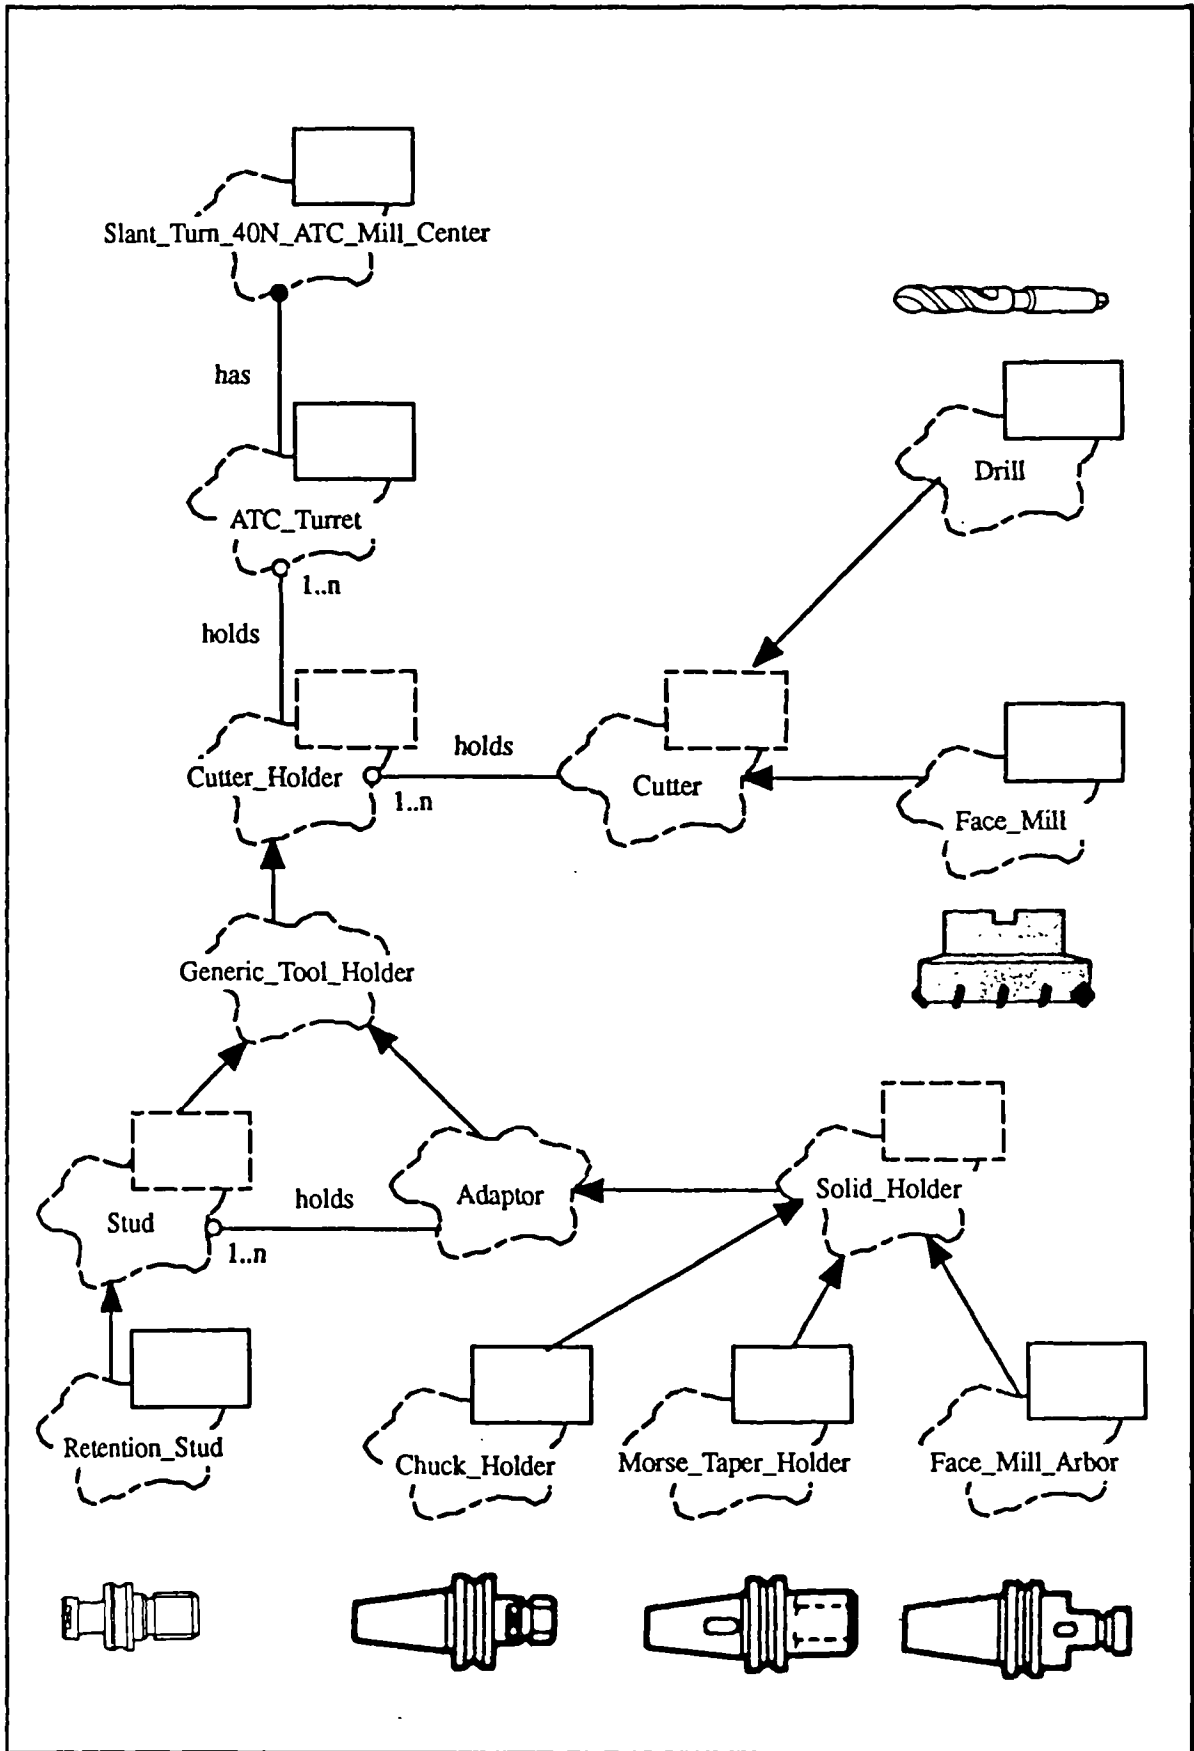 Slant_Turn_40N_ATC_Mill_Center
has
Drill
ATC_Turret
1..n
holds
holds
Cutter_Holder
Cutter
1..n
Face_Mill
Generic_Tool_Holder
Solid_Holder
Adaptor
holds
Stud
1..n
Retention_Stud
Chuck_Holder
Morse_Taper_Holder
Face_Mill_Arbor